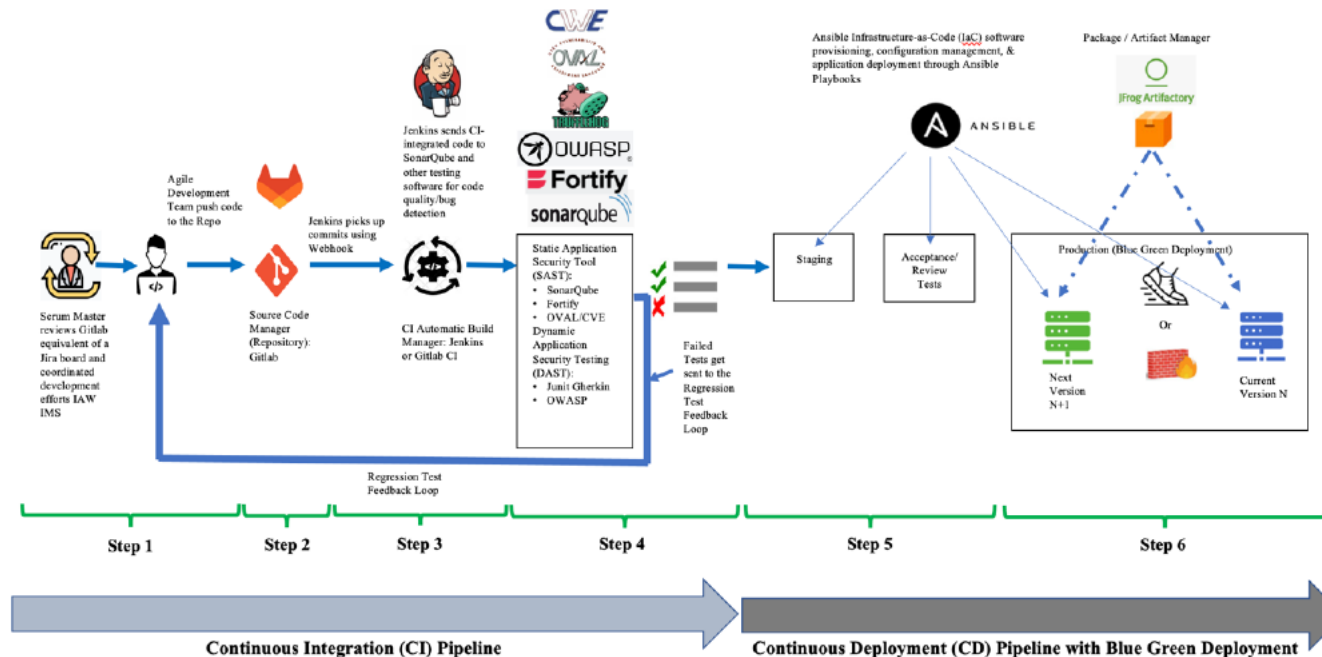 CWE
OVAL
TRUFFLEHOG
OWASP
Fortify
sonarqube
Ansible Infrastructure-as-Code (IaC) software
provisioning, configuration management, &
application deployment through Ansible
Playbooks
ANSIBLE
Package / Artifact Manager
JFrog Artifactory
Jenkins sends CI-
integrated code to
SonarQube and
other testing
software for code
quality/bug
detection
Agile
Development
Team push code
to the Repo
Jenkins picks up
commits using
Webhook
</>
Scrum Master
reviews Gitlab
equivalent of a
Jira board and
coordinated
development
efforts IAW
IMS
Source Code
Manager
(Repository):
Gitlab
CI Automatic Build
Manager: Jenkins
or Gitlab CI
Static Application
Security Tool
(SAST):
• SonarQube
• Fortify
• OVAL/CVE
Dynamic
Application
Security Testing
(DAST):
• Junit Gherkin
• OWASP
Failed
Tests get
sent to the
Regression
Test
Feedback
Loop
Regression Test
Feedback Loop
Staging
Acceptance/
Review
Tests
Production (Blue Green Deployment)
Or
Next
Version
N+1
Current
Version N
Step 1
Step 2
Step 3
Step 4
Step 5
Step 6
Continuous Integration (CI) Pipeline
Continuous Deployment (CD) Pipeline with Blue Green Deployment